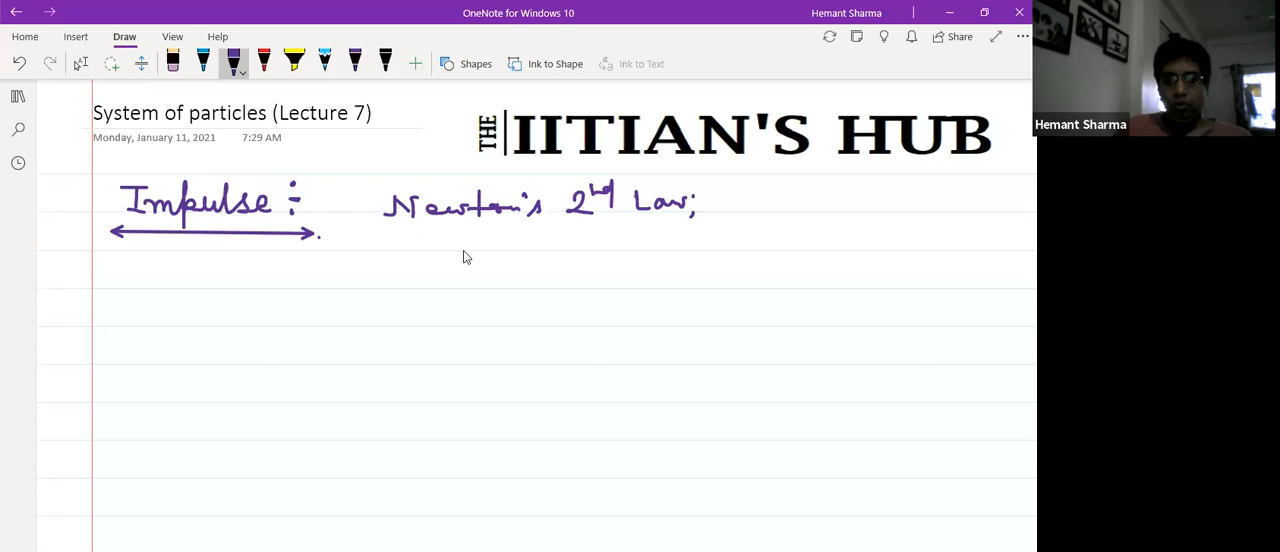 OneNote for Windows 10
Hemant Sharma
Home Insert Draw View Help
Share
Shapes Ink to Shape Ink to Text
System of particles (Lecture 7)
Monday, January 11, 2021 7:29 AM
THE IITIAN'S HUB
Hemant Sharma
Impulse :- Newton's 2nd Law;